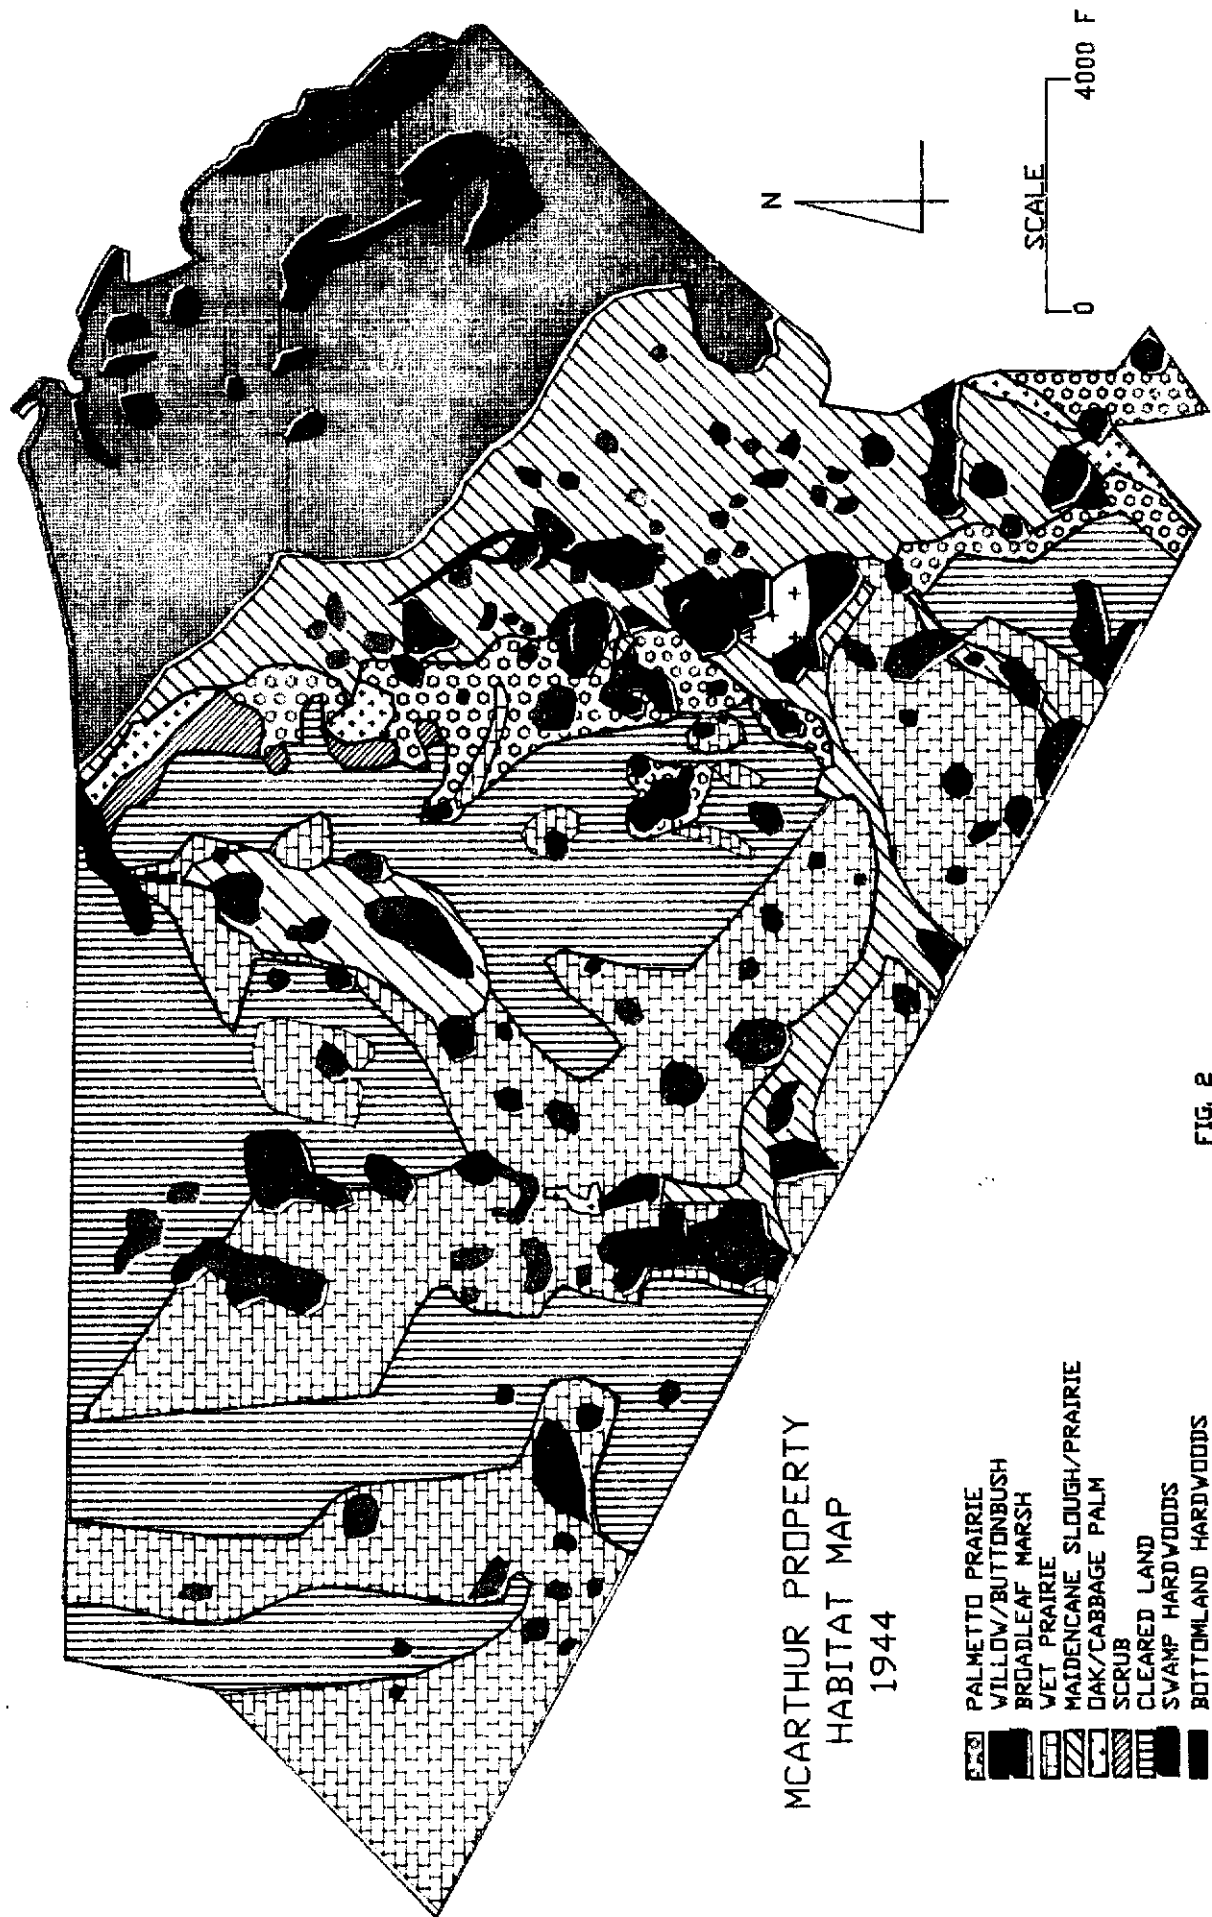 MCARTHUR PROPERTY
HABITAT MAP
1944
PALMETTO PRAIRIE
WILLOW/BUTTONBUSH
BROADLEAF MARSH
WET PRAIRIE
MAIDENCANE SLOUGH/PRAIRIE
OAK/CABBAGE PALM
SCRUB
CLEARED LAND
SWAMP HARDWOODS
BOTTOMLAND HARDWOODS
N
SCALE
0 4000 F
FIG. 2